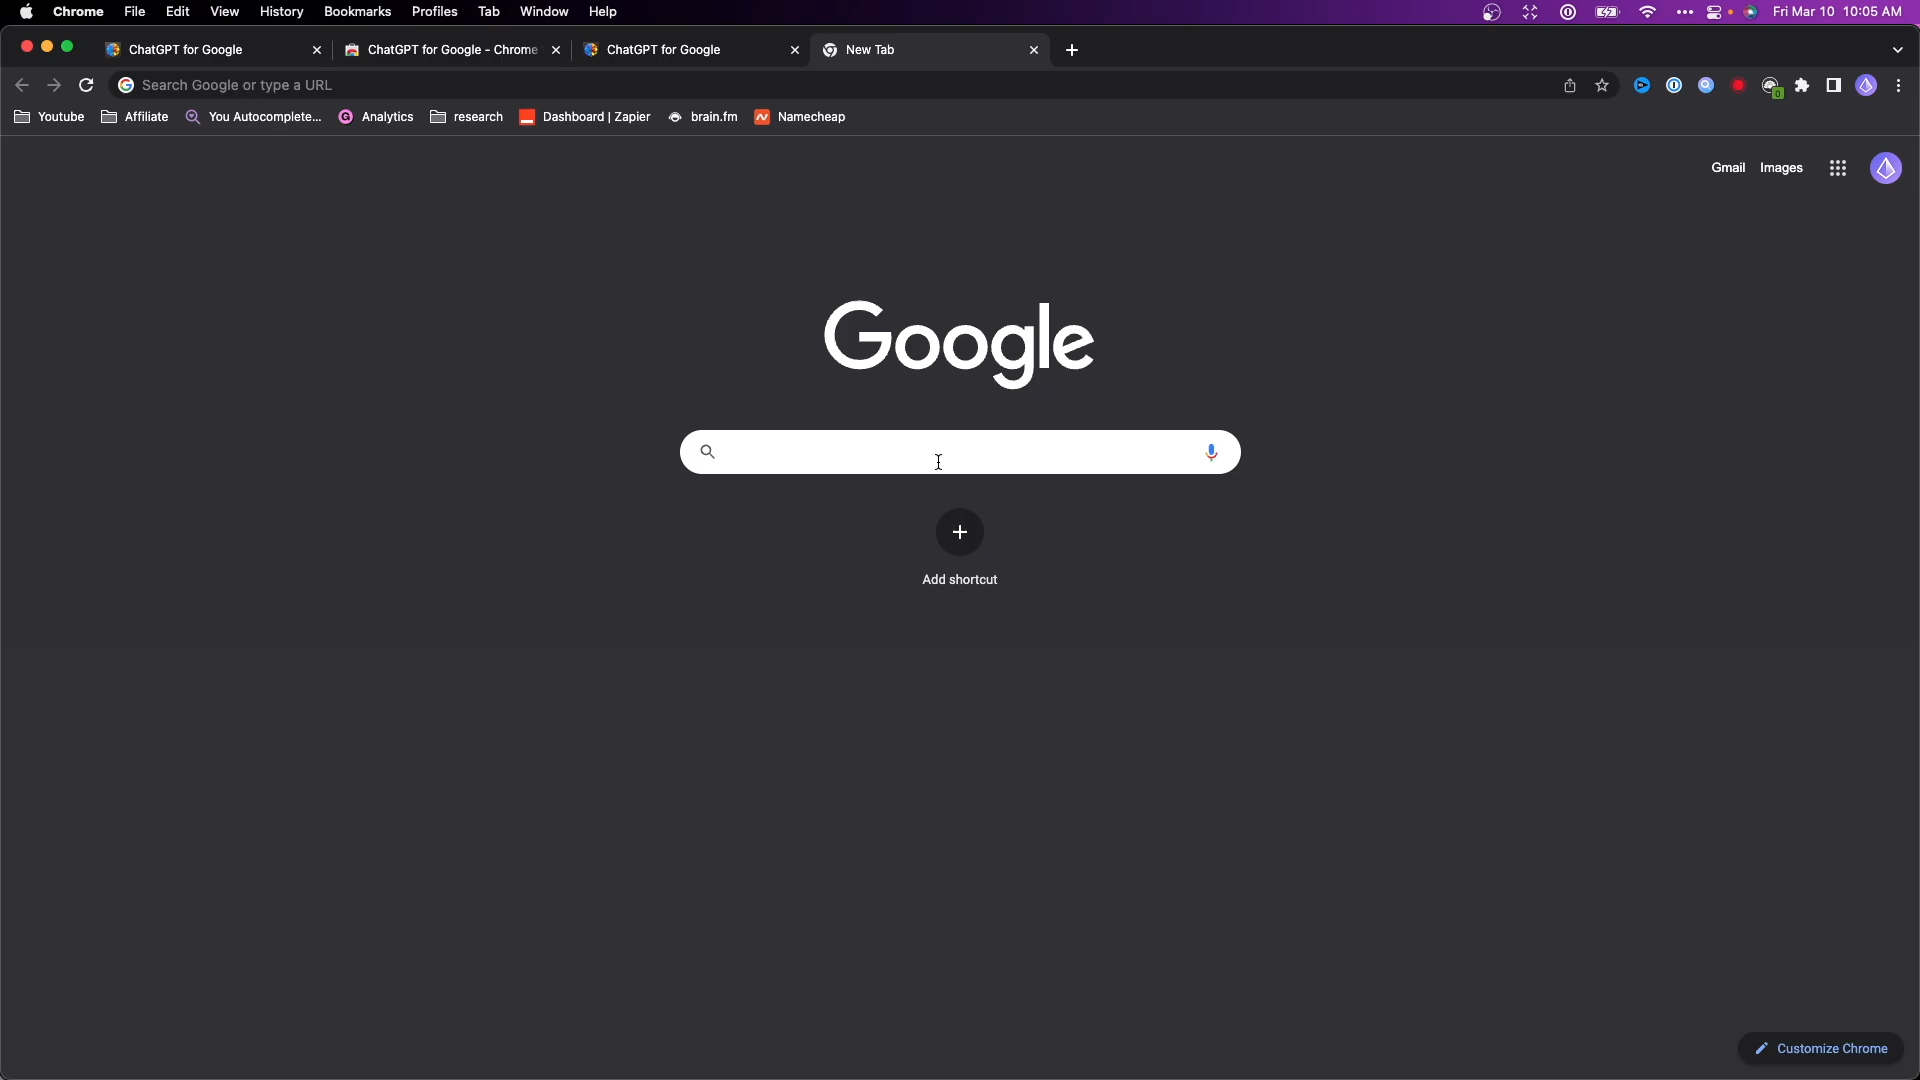 Chrome File Edit View History Bookmarks Profiles Tab Window Help Fri Mar 10 10:05 AM
ChatGPT for Google ChatGPT for Google - Chrome ChatGPT for Google New Tab
Search Google or type a URL 0
Youtube Affiliate You Autocomplete... Analytics research Dashboard | Zapier brain.fm Namecheap
Gmail Images
Google
Add shortcut
Customize Chrome